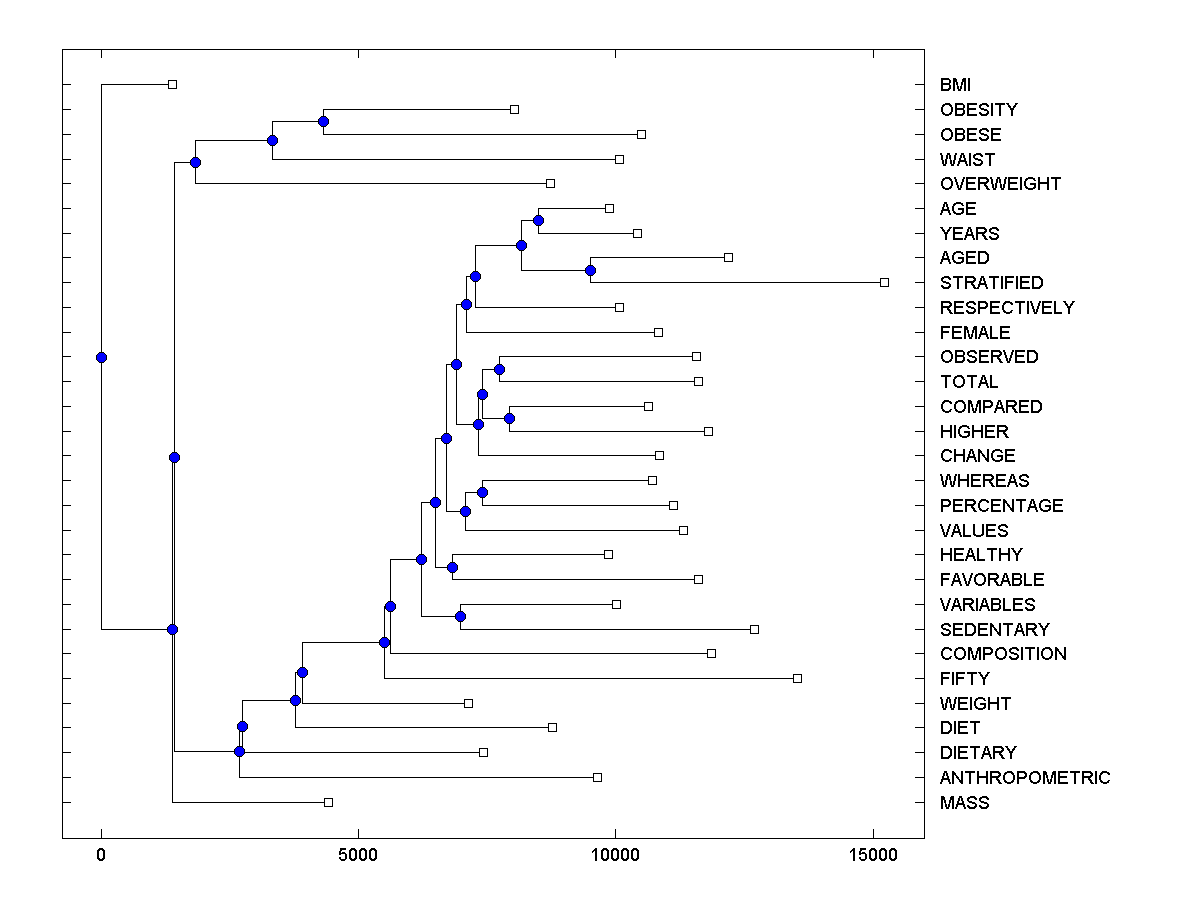 BMI
OBESITY
OBESE
WAIST
OVERWEIGHT
AGE
YEARS
AGED
STRATIFIED
RESPECTIVELY
FEMALE
OBSERVED
TOTAL
COMPARED
HIGHER
CHANGE
WHEREAS
PERCENTAGE
VALUES
HEALTHY
FAVORABLE
VARIABLES
SEDENTARY
COMPOSITION
FIFTY
WEIGHT
DIET
DIETARY
ANTHROPOMETRIC
MASS
0 5000 10000 15000